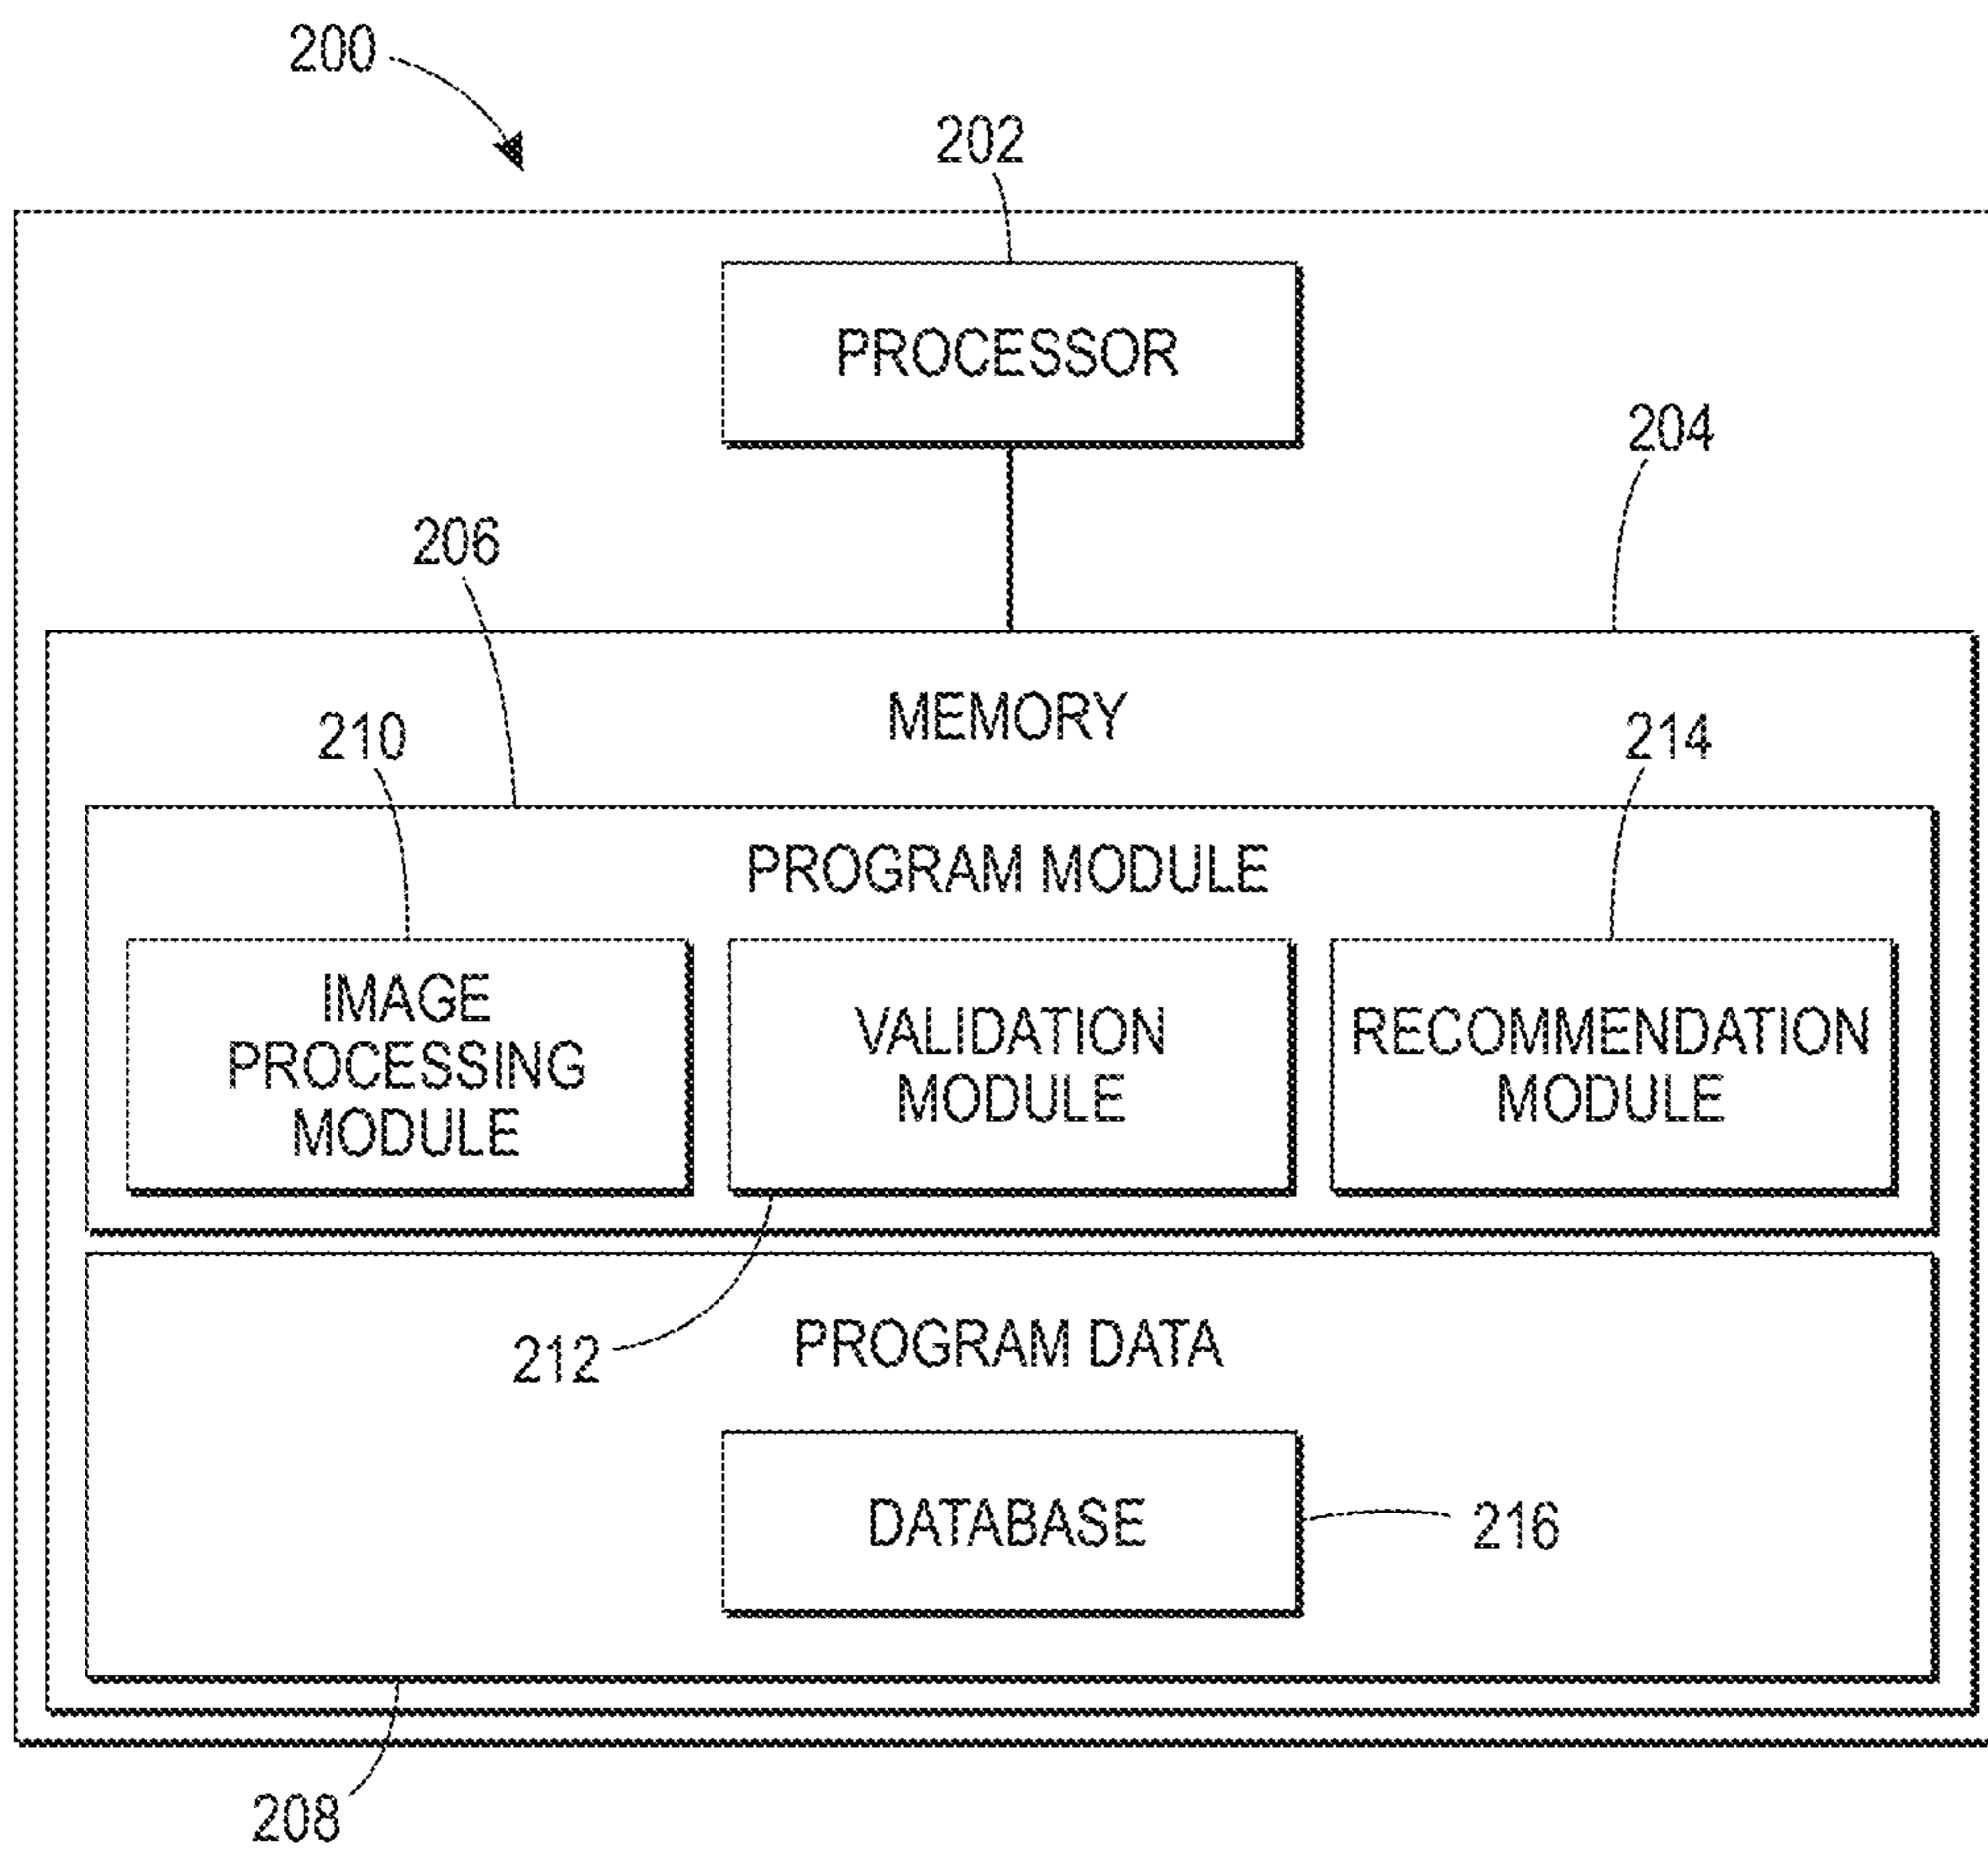 200
202
PROCESSOR
204
206
MEMORY
210
214
PROGRAM MODULE
IMAGE
PROCESSING
MODULE
VALIDATION
MODULE
RECOMMENDATION
MODULE
212
PROGRAM DATA
DATABASE
216
208